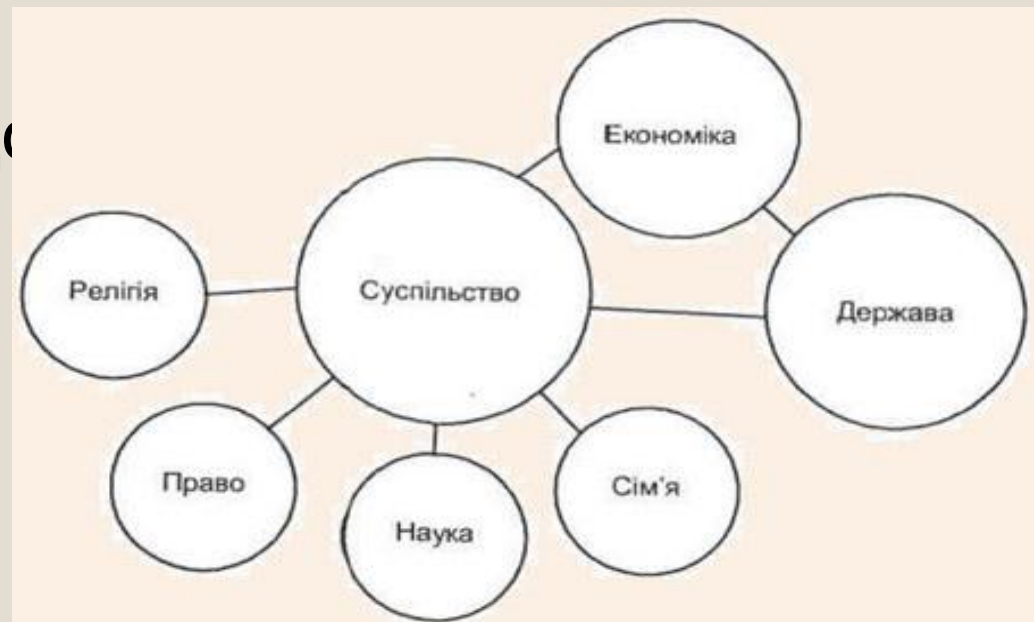 Економіка
Релігія
Суспільство
Держава
Право
Наука
Сім'я